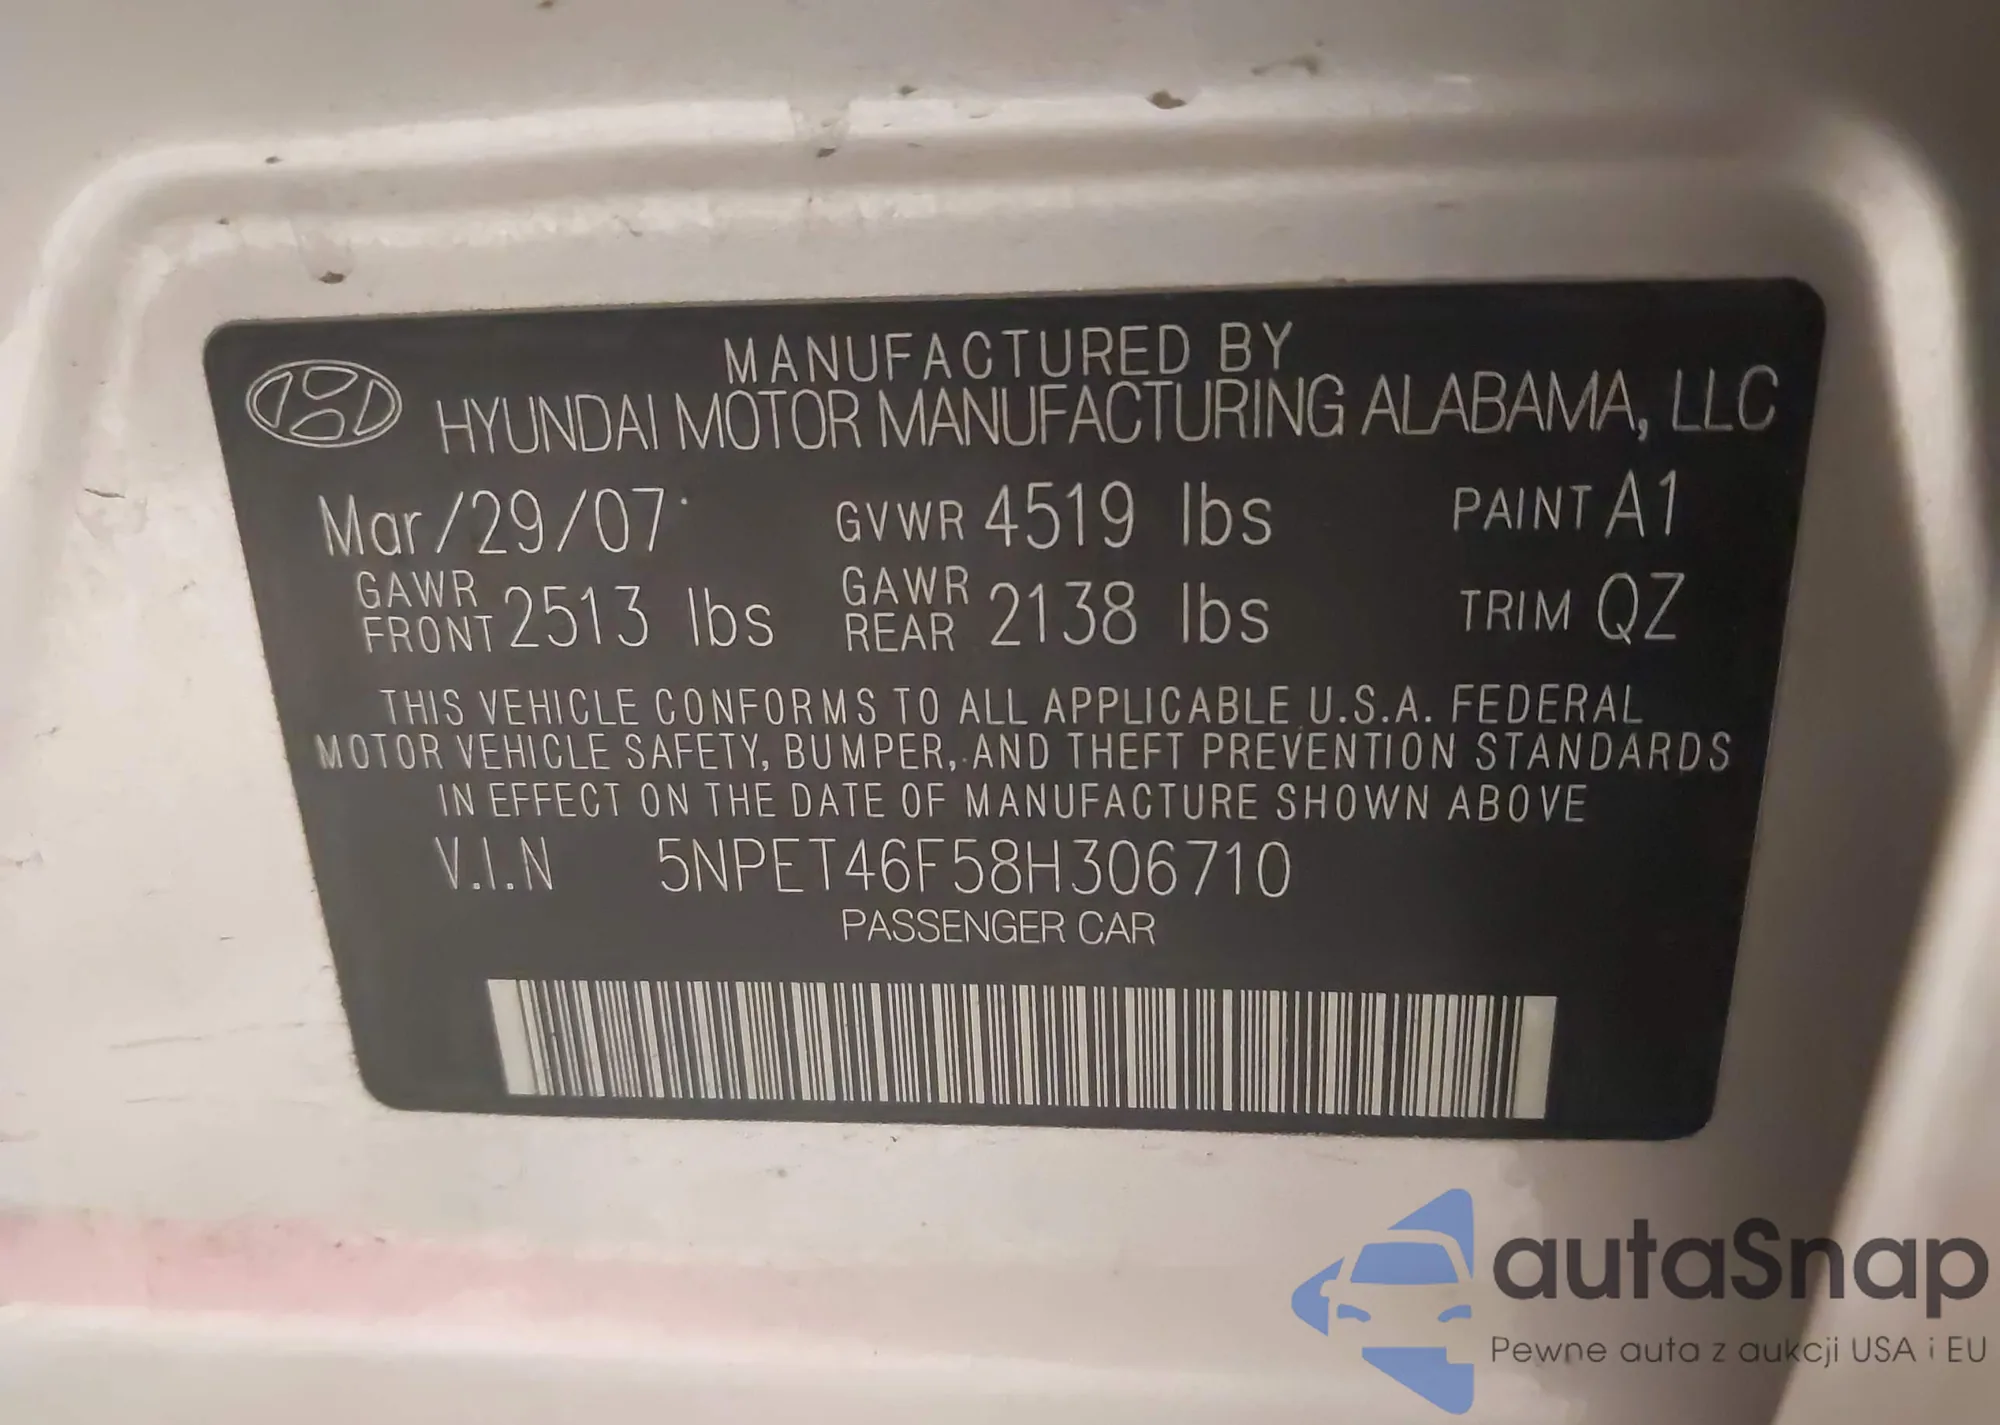 MANUFACTURED BY
HYUNDAI MOTOR MANUFACTURING ALABAMA, LLC
Mar/29/07 GVWR 4519 lbs PAINT A1
GAWR FRONT 2513 lbs GAWR REAR 2138 lbs TRIM QZ
THIS VEHICLE CONFORMS TO ALL APPLICABLE U.S.A. FEDERAL
MOTOR VEHICLE SAFETY, BUMPER, AND THEFT PREVENTION STANDARDS
IN EFFECT ON THE DATE OF MANUFACTURE SHOWN ABOVE
V.I.N 5NPET46F58H306710
PASSENGER CAR
autaSnap
Pewne auta z aukcji USA i EU